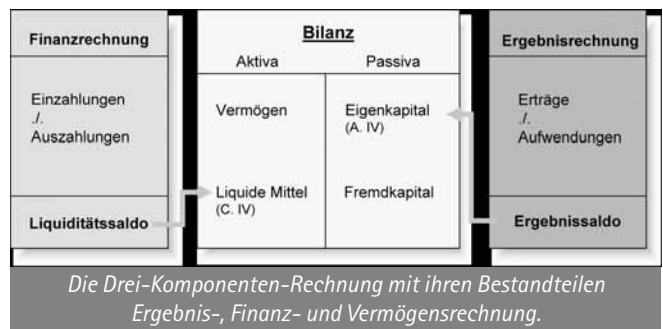 Finanzrechnung
Einzahlungen
./.
Auszahlungen
Liquiditätssaldo
Bilanz
Aktiva Passiva
Vermögen
Liquide Mittel
(C. IV)
Eigenkapital
(A. IV)
Fremdkapital
Ergebnisrechnung
Erträge
./.
Aufwendungen
Ergebnissaldo
Die Drei-Komponenten-Rechnung mit ihren Bestandteilen
Ergebnis-, Finanz- und Vermögensrechnung.